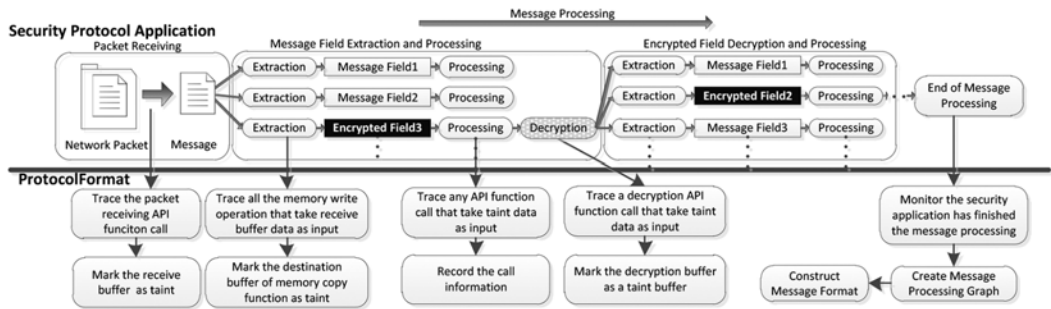 Message Processing
Security Protocol Application
Packet Receiving
Message Field Extraction and Processing
Encrypted Field Decryption and Processing
Extraction
Message Field1
Processing
Extraction
Message Field1
Processing
Extraction
Message Field2
Processing
Extraction
Encrypted Field2
Processing
End of Message
Processing
Extraction
Encrypted Field3
Processing
Decryption
Extraction
Message Field3
Processing
Network Packet
Message
ProtocolFormat
Trace the packet
receiving API
funciton call
Trace all the memory write
operation that take receive
buffer data as input
Trace any API function
call that take taint data
as input
Trace a decryption API
function call that take taint
data as input
Monitor the security
application has finished
the message processing
Mark the receive
buffer as taint
Mark the destination
buffer of memory copy
function as taint
Record the call
information
Mark the decryption buffer
as a taint buffer
Construct
Message Format
Create Message
Processing Graph